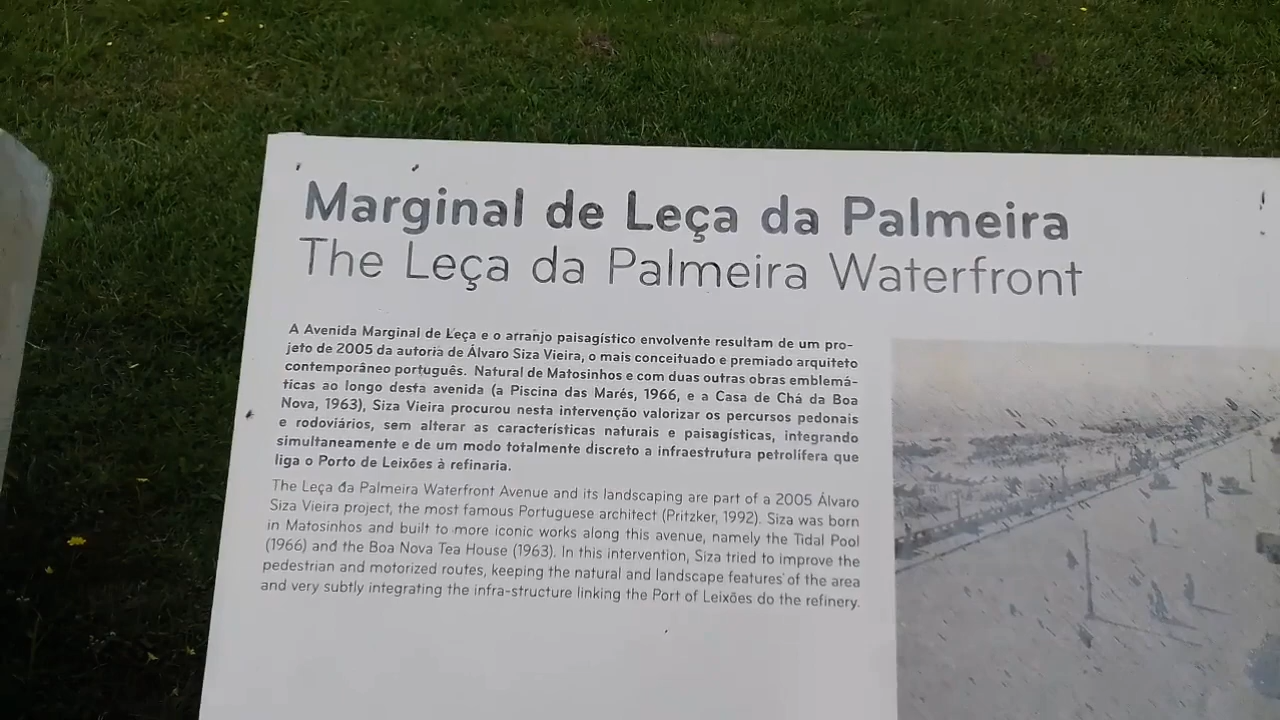 Marginal de Leça da Palmeira
The Leça da Palmeira Waterfront
A Avenida Marginal de Leça e o arranjo paisagístico envolvente resultam de um pro-
jeto de 2005 da autoria de Álvaro Siza Vieira, o mais conceituado e premiado arquiteto
contemporâneo português. Natural de Matosinhos e com duas outras obras emblemá-
ticas ao longo desta avenida (a Piscina das Marés, 1966, e a Casa de Chá da Boa
Nova, 1963), Siza Vieira procurou nesta intervenção valorizar os percursos pedonais
e rodoviários, sem alterar as características naturais e paisagísticas, integrando
simultaneamente e de um modo totalmente discreto a infraestrutura petrolífera que
liga o Porto de Leixões à refinaria.
The Leça da Palmeira Waterfront Avenue and its landscaping are part of a 2005 Álvaro
Siza Vieira project, the most famous Portuguese architect (Pritzker, 1992). Siza was born
in Matosinhos and built to more iconic works along this avenue, namely the Tidal Pool
(1966) and the Boa Nova Tea House (1963). In this intervention, Siza tried to improve the
pedestrian and motorized routes, keeping the natural and landscape features of the area
and very subtly integrating the infra-structure linking the Port of Leixões do the refinery.